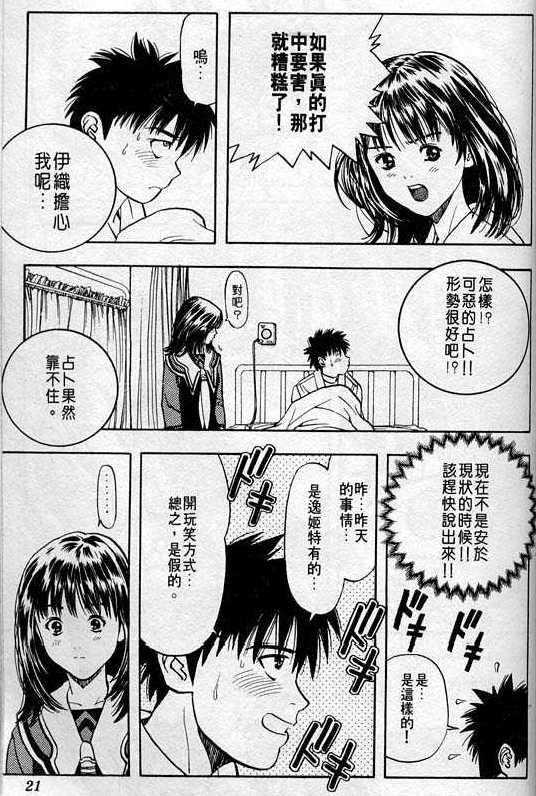 如果真的打
中要害，那
就糟糕了！
嗚…
伊織擔心
我呢…
怎樣!?
可惡的占卜!!
形勢很好吧!?
對吧？
占卜果然
靠不住。
現在不是安於
現狀的時候!!
該趕快說出來!!
ドキ
ドキ
是…
是這樣的！
昨…昨天
的事情…
是逸姬特有的…
ドキ
ドキ
開玩笑方式…
總之，是假的。
ドキ
ドキ
………
21